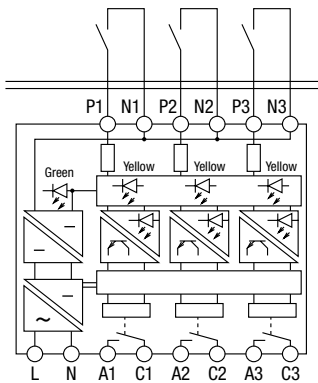 P1 N1 P2 N2 P3 N3
Green Yellow Yellow Yellow
L N A1 C1 A2 C2 A3 C3